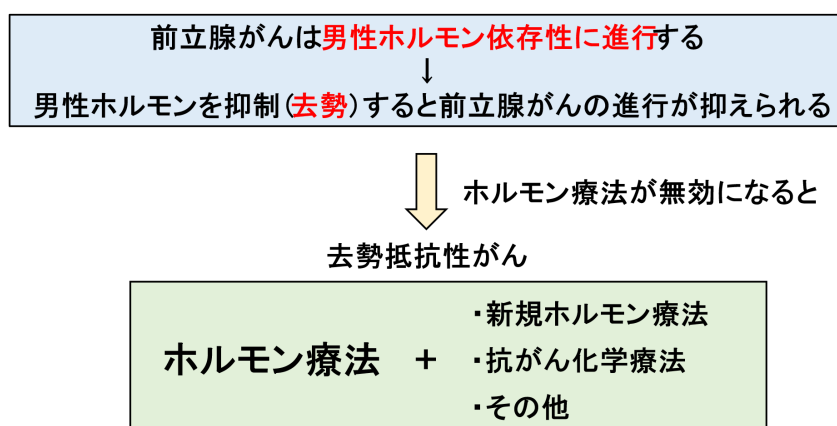 前立腺がんは男性ホルモン依存性に進行する
↓
男性ホルモンを抑制(去勢)すると前立腺がんの進行が抑えられる
ホルモン療法が無効になると
去勢抵抗性がん
ホルモン療法 +
・新規ホルモン療法
・抗がん化学療法
・その他